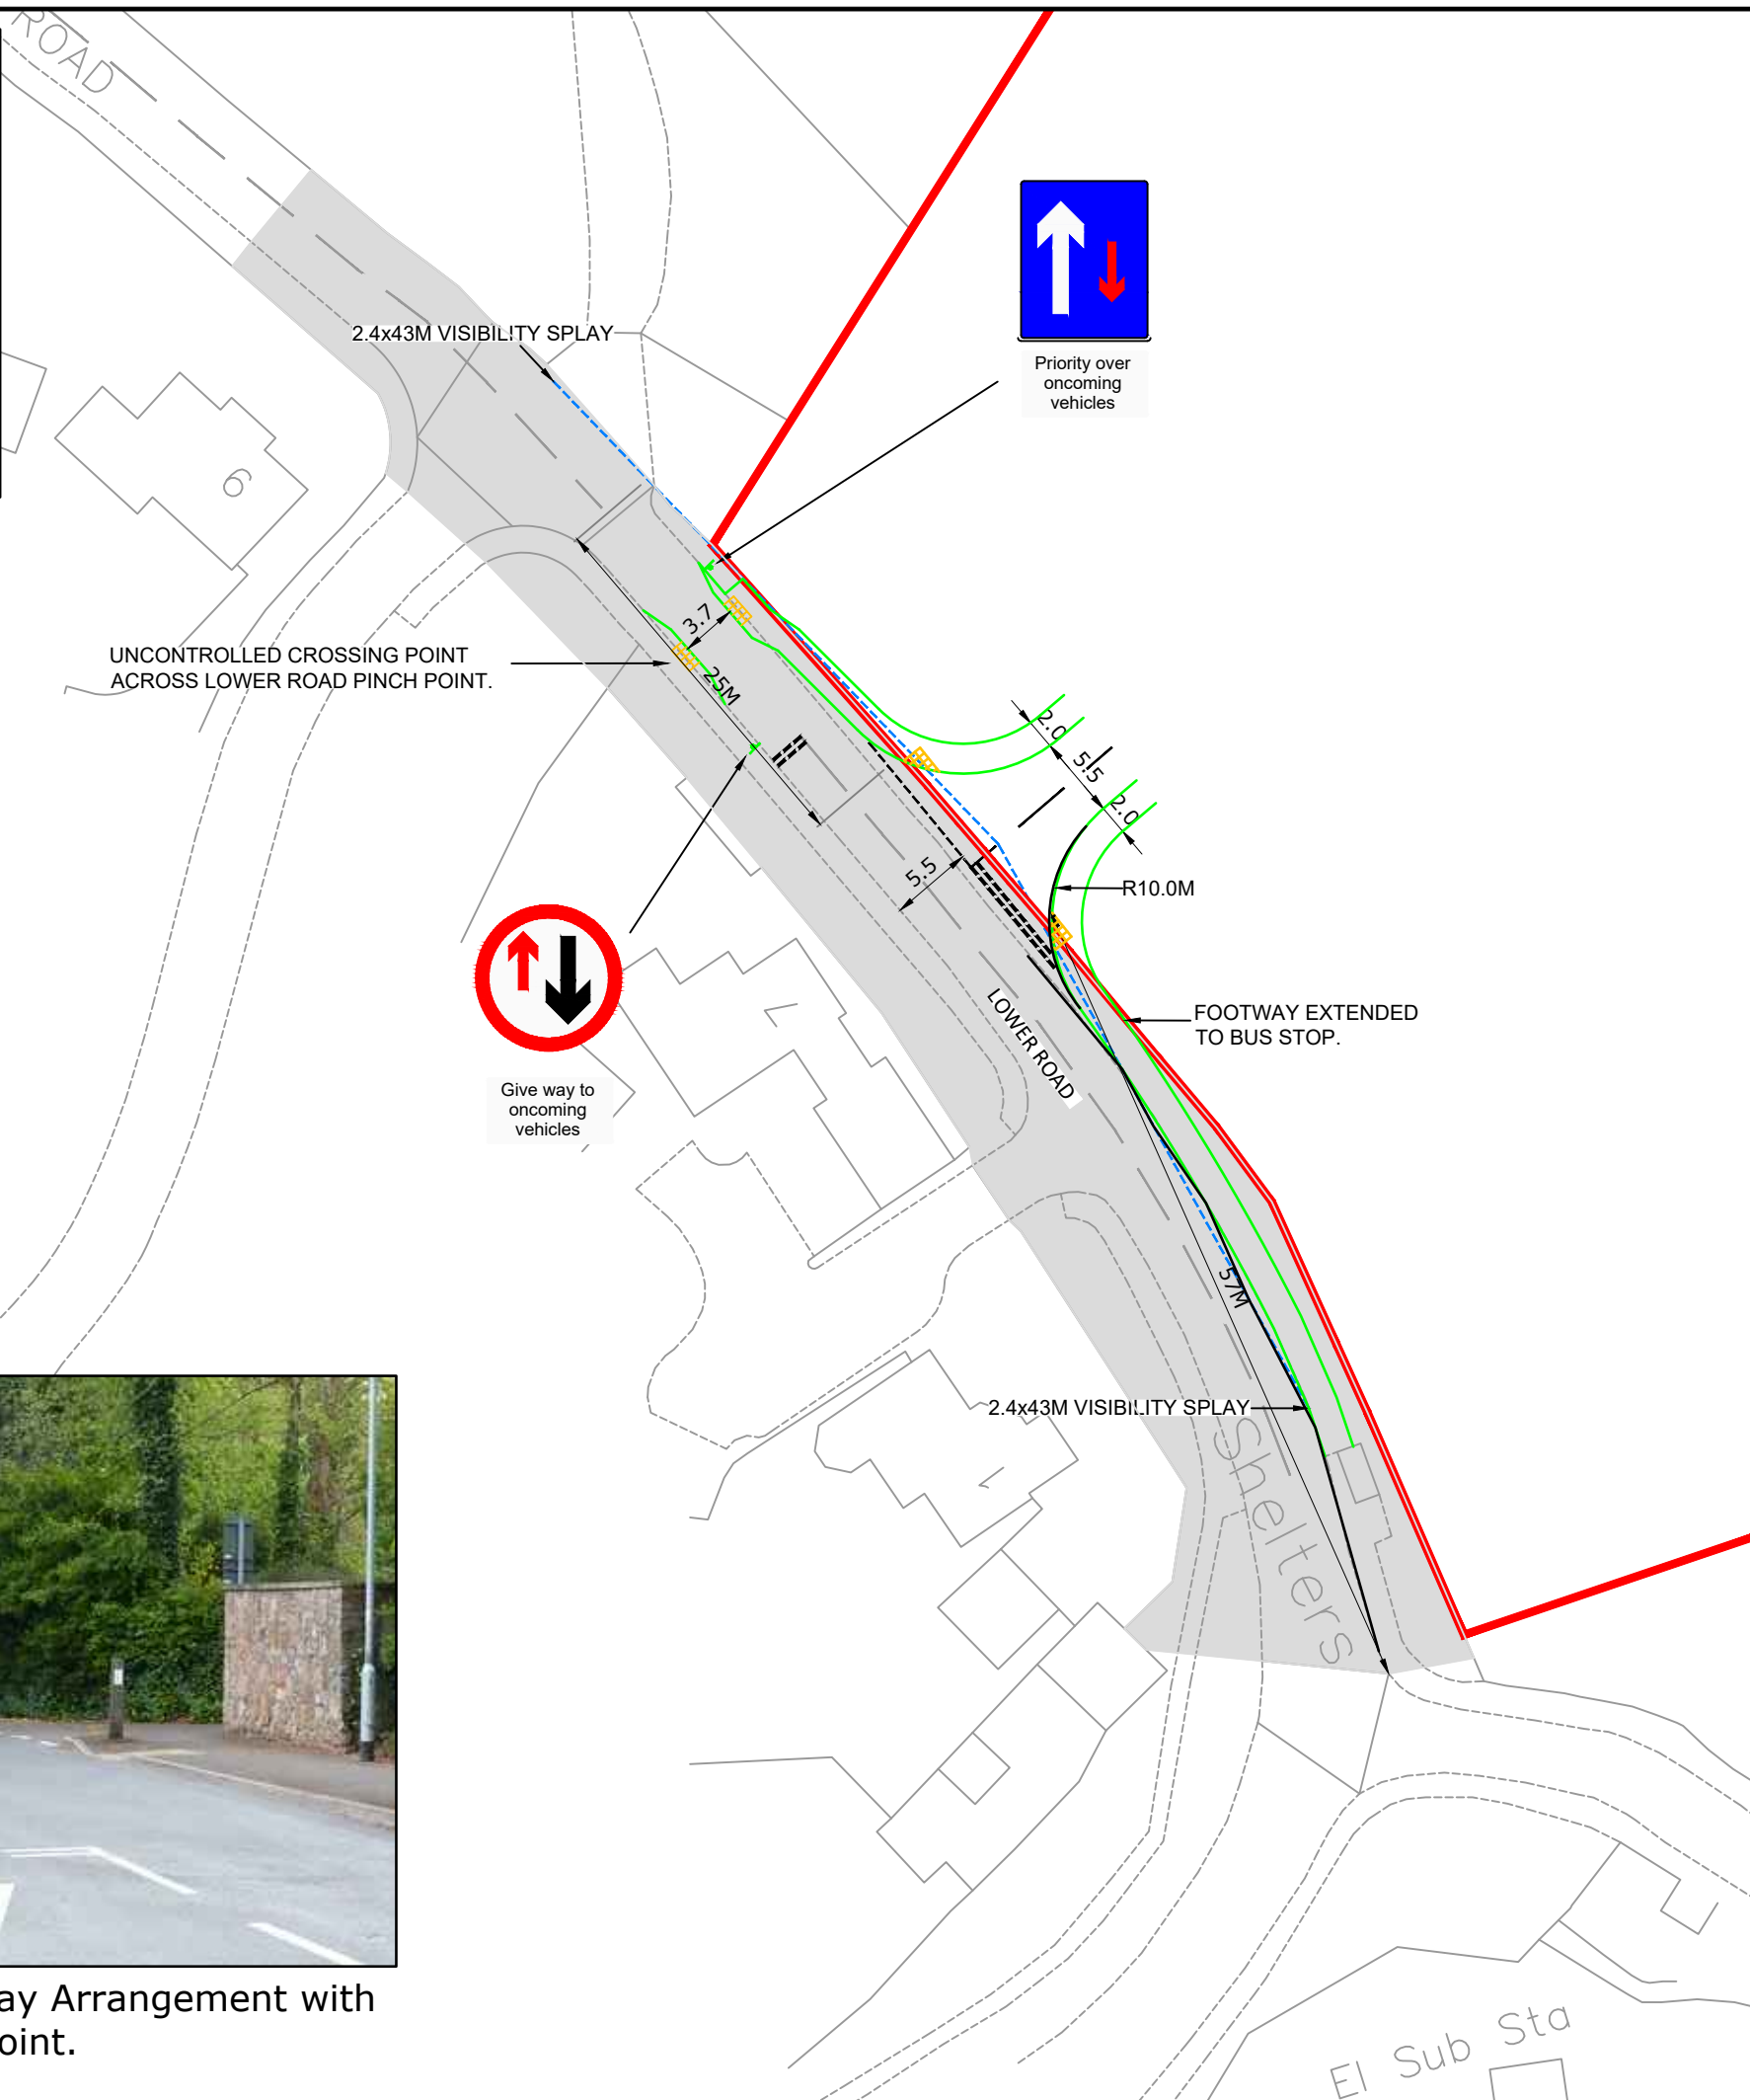 ROAD
2.4x43M VISIBILITY SPLAY
Priority over
oncoming
vehicles
6
3.7
UNCONTROLLED CROSSING POINT
ACROSS LOWER ROAD PINCH POINT.
25M
2.0
5.5
2.0
5.5
R10.0M
LOWER ROAD
FOOTWAY EXTENDED
TO BUS STOP.
Give way to
oncoming
vehicles
7
57M
2.4x43M VISIBILITY SPLAY
1
Shelters
ay Arrangement with
oint.
El Sub Sta